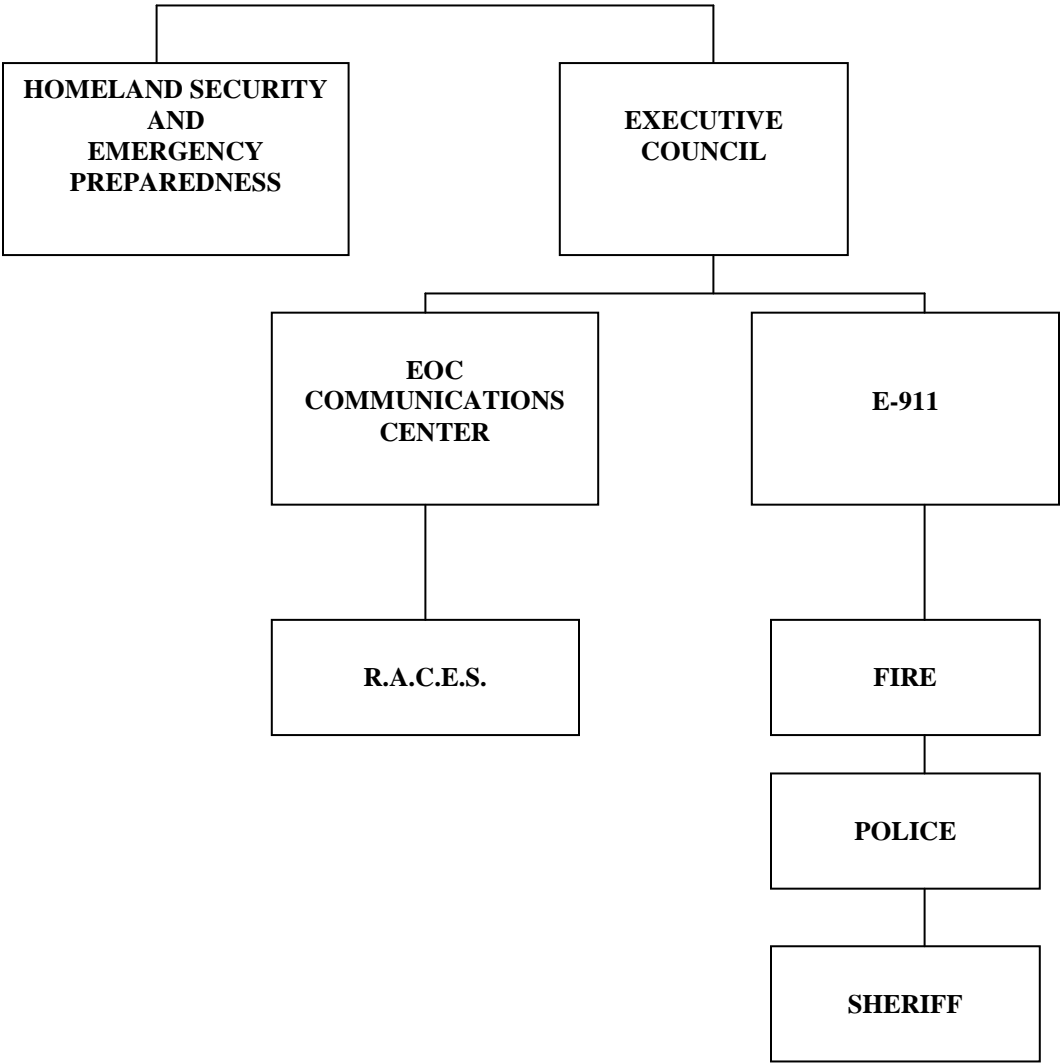 HOMELAND SECURITY
AND
EMERGENCY
PREPAREDNESS
EXECUTIVE
COUNCIL
EOC
COMMUNICATIONS
CENTER
E-911
R.A.C.E.S.
FIRE
POLICE
SHERIFF